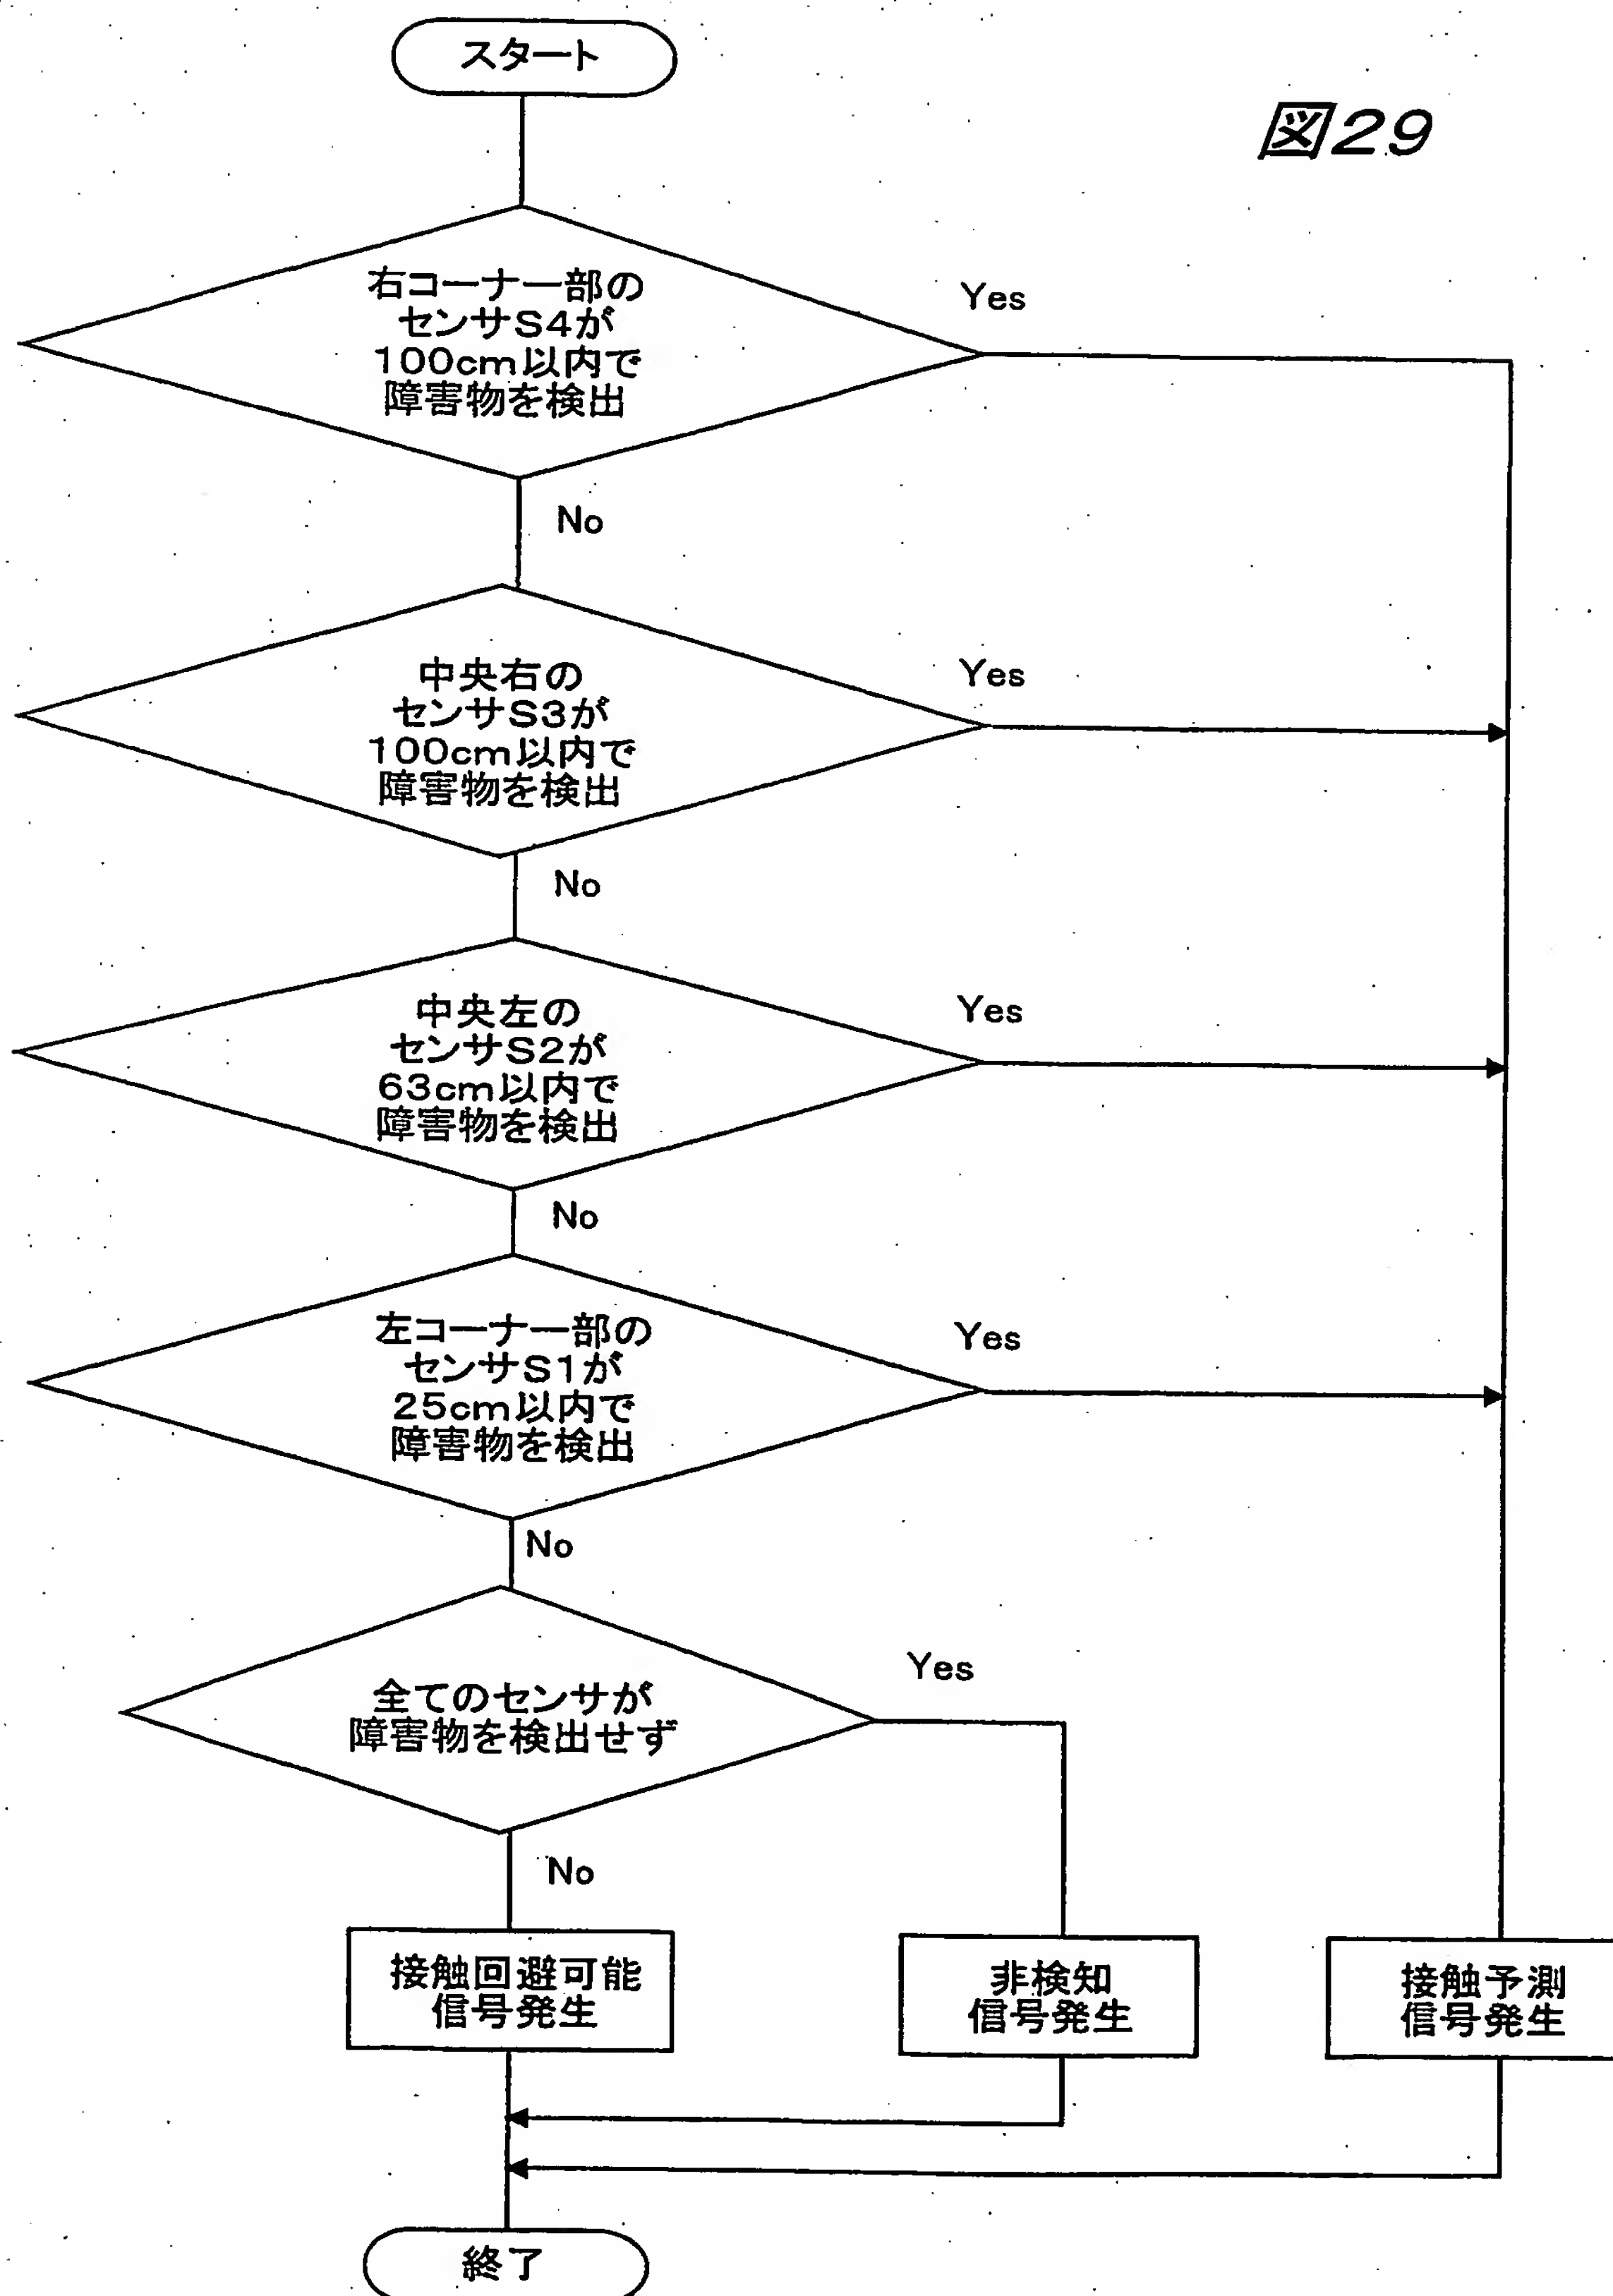 スタート
図29
右コーナー部の
センサS4が
100cm以内で
障害物を検出
Yes
No
中央右の
センサS3が
100cm以内で
障害物を検出
Yes
No
中央左の
センサS2が
63cm以内で
障害物を検出
Yes
No
左コーナー部の
センサS1が
25cm以内で
障害物を検出
Yes
No
全てのセンサが
障害物を検出せず
Yes
No
接触回避可能
信号発生
非検知
信号発生
接触予測
信号発生
終了